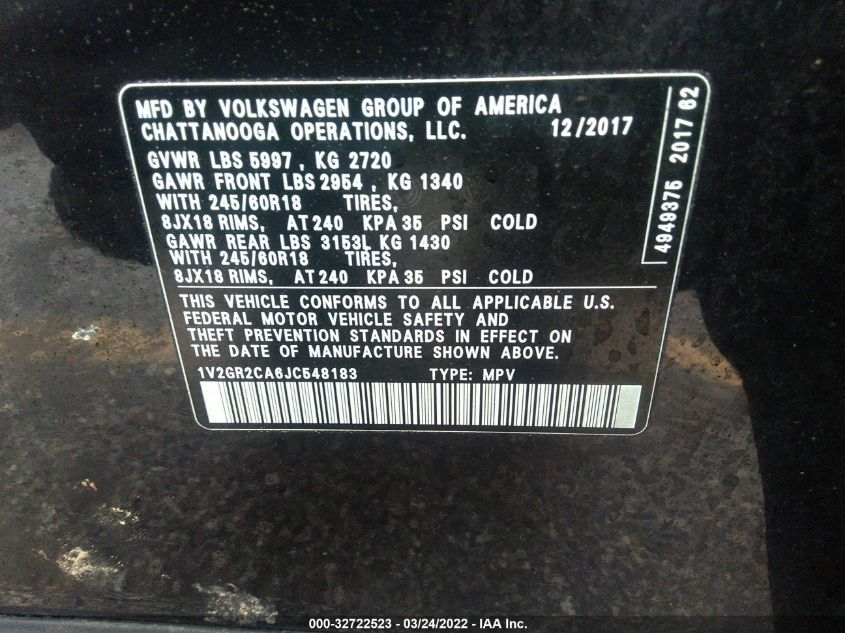 MFD BY VOLKSWAGEN GROUP OF AMERICA
CHATTANOOGA OPERATIONS, LLC. 12/2017
GVWR LBS 5997 , KG 2720
GAWR FRONT LBS 2954 , KG 1340
WITH 245/60R18 TIRES,
8JX18 RIMS, AT 240 KPA 35 PSI COLD
GAWR REAR LBS 3153L KG 1430
WITH 245/60R18 TIRES,
8JX18 RIMS, AT 240 KPA 35 PSI COLD
THIS VEHICLE CONFORMS TO ALL APPLICABLE U.S.
FEDERAL MOTOR VEHICLE SAFETY AND
THEFT PREVENTION STANDARDS IN EFFECT ON
THE DATE OF MANUFACTURE SHOWN ABOVE.
1V2GR2CA6JC548183 TYPE: MPV
4949375 2017 62
000-32722523 - 03/24/2022 - IAA Inc.